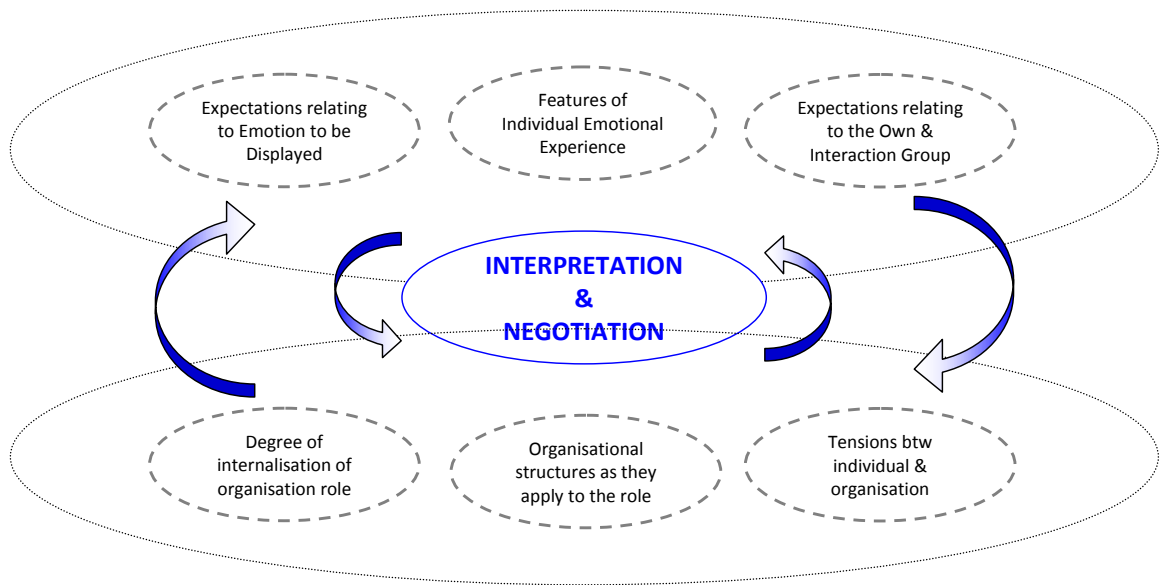 Expectations relating
to Emotion to be
Displayed
Features of
Individual Emotional
Experience
Expectations relating
to the Own &
Interaction Group
INTERPRETATION
&
NEGOTIATION
Degree of
internalisation of
organisation role
Organisational
structures as they
apply to the role
Tensions btw
individual &
organisation